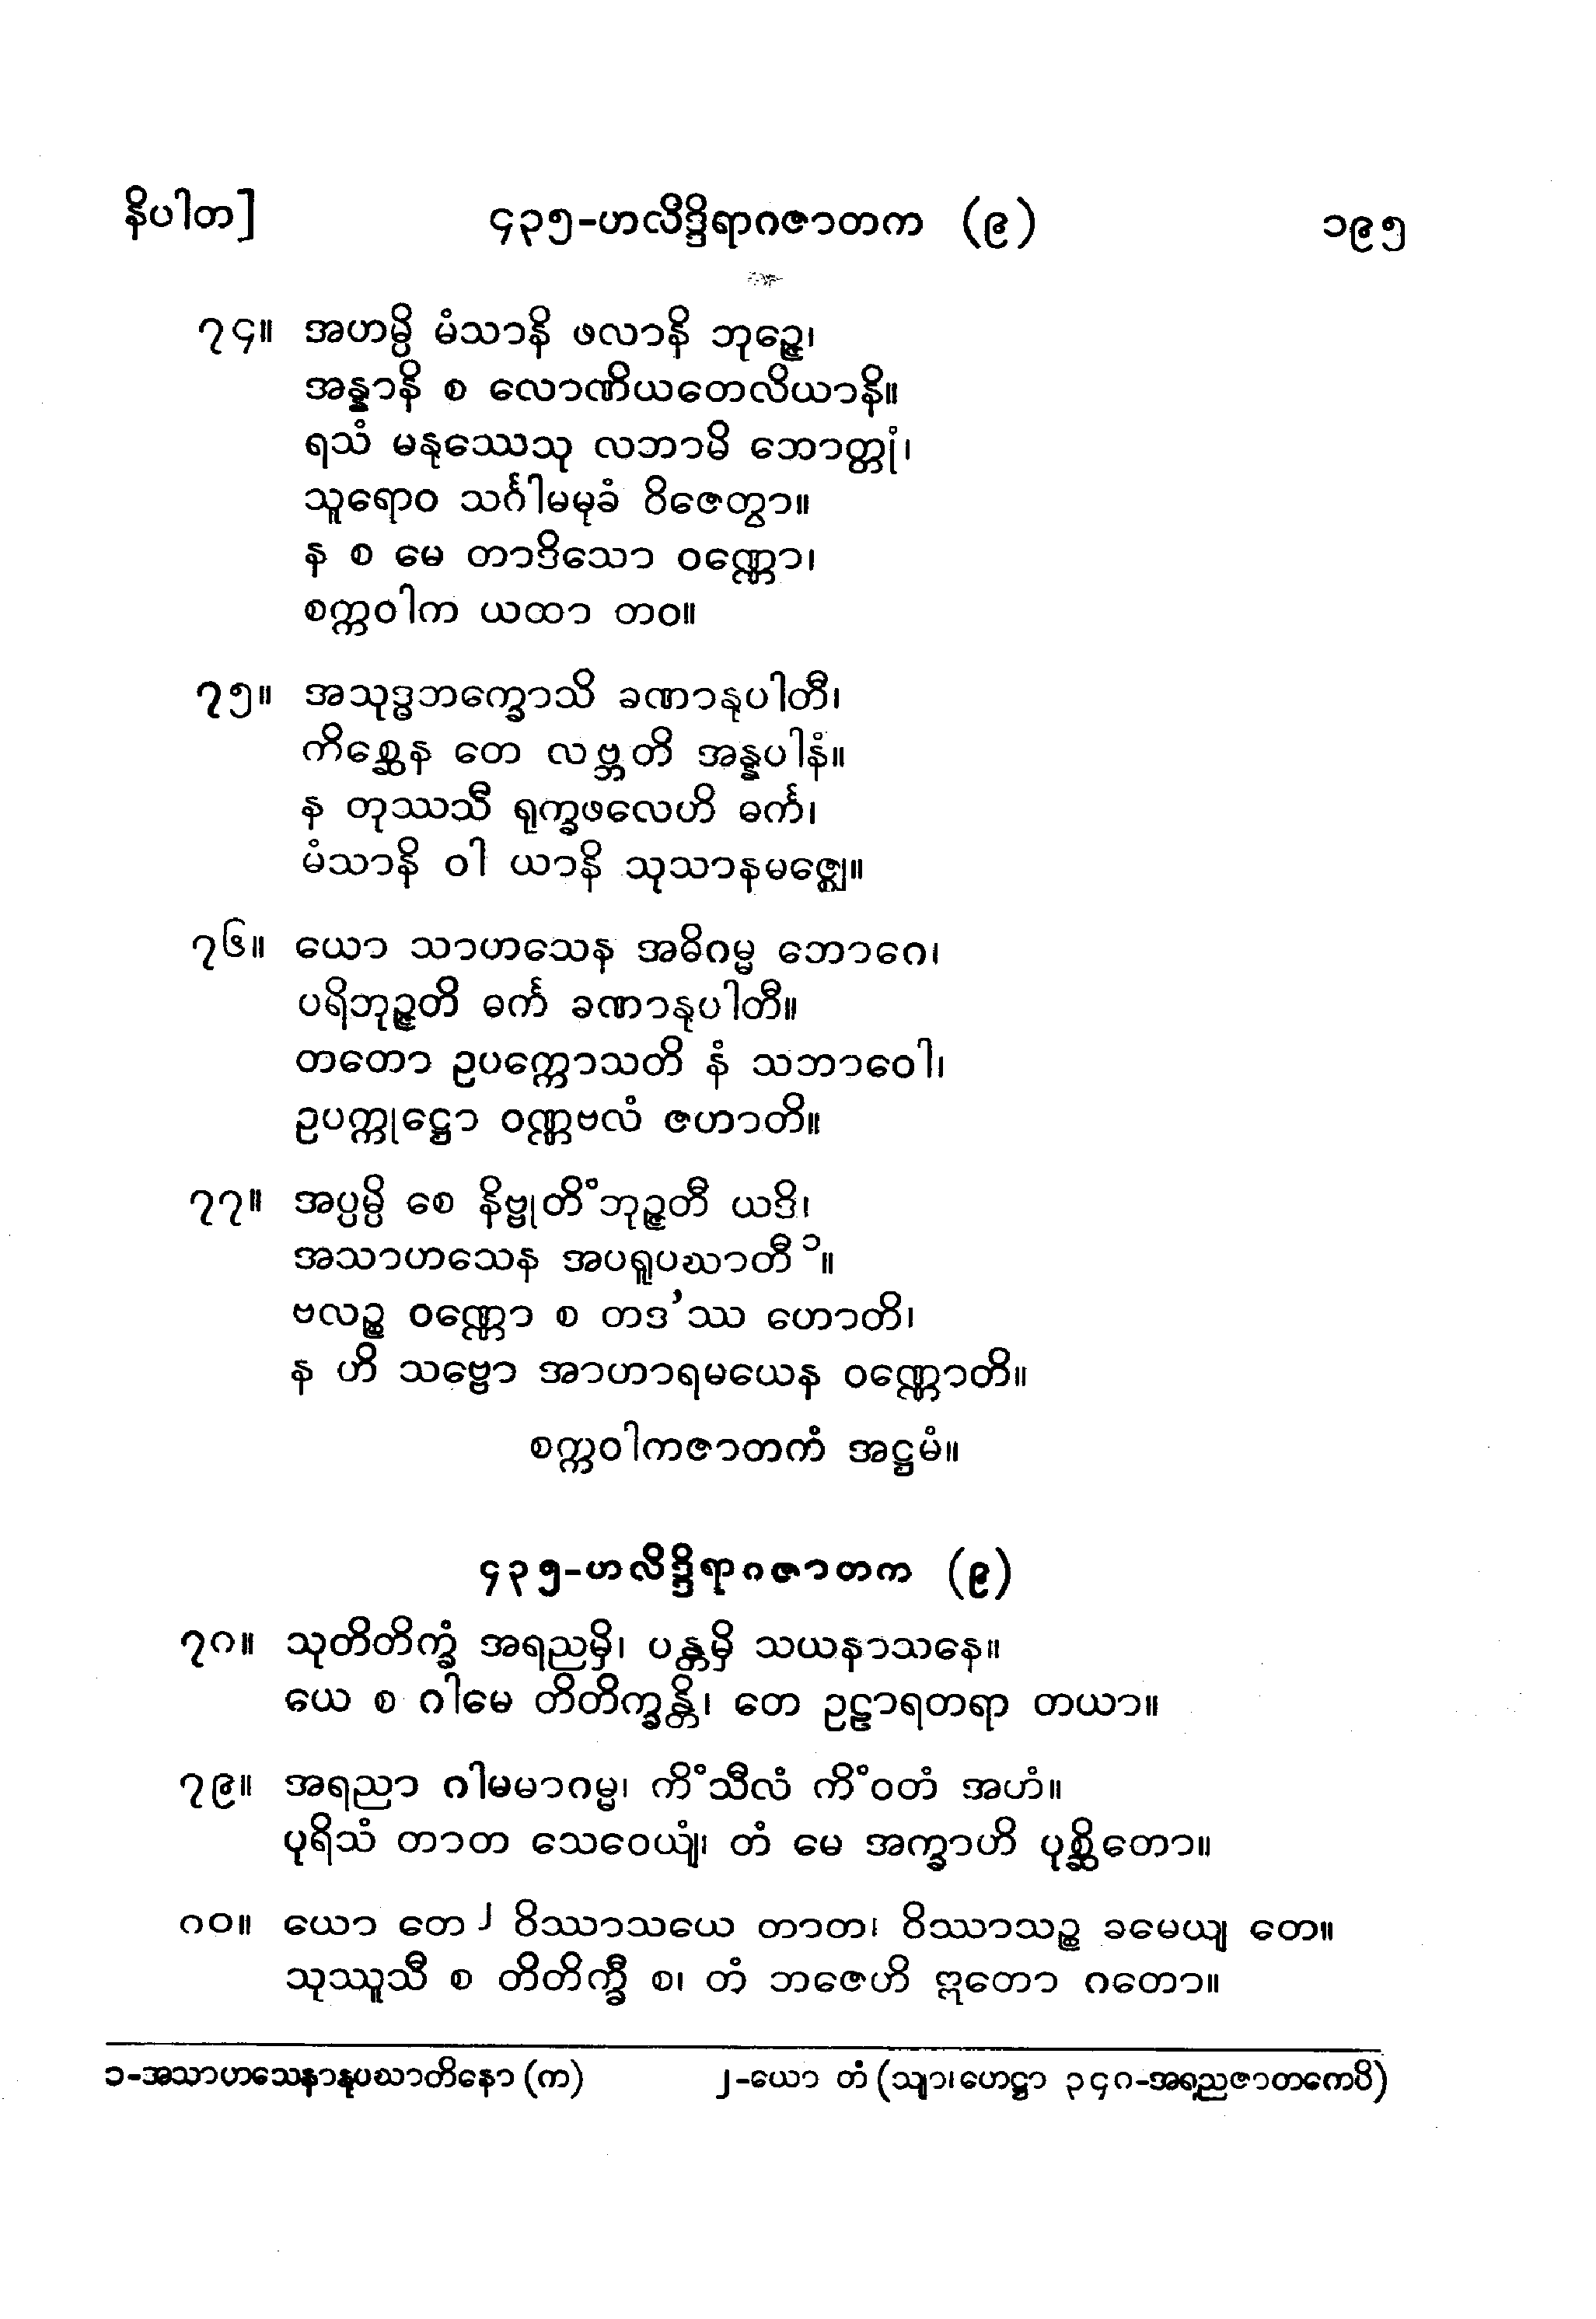 နိပါတ]
၄၃၅-ဟလိဒ္ဒိရာဂဇာတက (၉)
၁၉၅
၇၄။ အဟမ္ပိ မံသာနိ ဖလာနိ ဘုဉ္ဇေ၊
အန္နာနိ စ လောဏိယတေလိယာနိ။
ရသံ မနုဿေသု လဘာမိ ဘောတ္တုံ၊
သူရောဝ သင်္ဂါမမုခံ ဝိဇေတွာ။
န စ မေ တာဒိသော ဝဏ္ဏော၊
စက္ကဝါက ယထာ တဝ။
၇၅။ အသုဒ္ဓဘက္ခောသိ ခဏာနုပါတီ၊
ကိစ္ဆေန တေ လဗ္ဘတိ အန္နပါနံ။
န တုဿသီ ရုက္ခဖလေဟိ ဓင်္က၊
မံသာနိ ဝါ ယာနိ သုသာနမဇ္ဈေ။
၇၆။ ယော သာဟသေန အဓိဂမ္မ ဘောဂေ၊
ပရိဘုဉ္ဇတိ ဓင်္က ခဏာနုပါတီ။
တတော ဥပက္ကောသတိ နံ သဘာဝေါ၊
ဥပက္ကုဋ္ဌော ဝဏ္ဏဗလံ ဇဟာတိ။
၇၇။ အပ္ပမ္ပိ စေ နိဗ္ဗုတိံ ဘုဉ္ဇတီ ယဒိ၊
အသာဟသေန အပရူပဃာတီ ၁။
ဗလဉ္စ ဝဏ္ဏော စ တဒ’ဿ ဟောတိ၊
န ဟိ သဗ္ဗော အာဟာရမယေန ဝဏ္ဏောတိ။
စက္ကဝါကဇာတကံ အဋ္ဌမံ။
၄၃၅-ဟလိဒ္ဒိရာဂဇာတက (၉)
၇၈။ သုတိတိက္ခံ အရညမှိ၊ ပန္တမှိ သယနာသနေ။
ယေ စ ဂါမေ တိတိက္ခန္တိ၊ တေ ဥဠာရတရာ တယာ။
၇၉။ အရညာ ဂါမမာဂမ္မ၊ ကိံသီလံ ကိံဝတံ အဟံ။
ပုရိသံ တာတ သေဝေယျံ၊ တံ မေ အက္ခာဟိ ပုစ္ဆိတော။
၈၀။ ယော တေ ၂ ဝိဿာသယေ တာတ၊ ဝိဿာသဉ္စ ခမေယျ တေ။
သုဿူသီ စ တိတိက္ခီ စ၊ တံ ဘဇေဟိ ဣတော ဂတော။
၁-အသာဟသေနာနုပဃာတိနော (က)
၂-ယော တံ (သျာ၊ ဟေဋ္ဌာ ၃၄၈-အရညဇာတကေပိ)